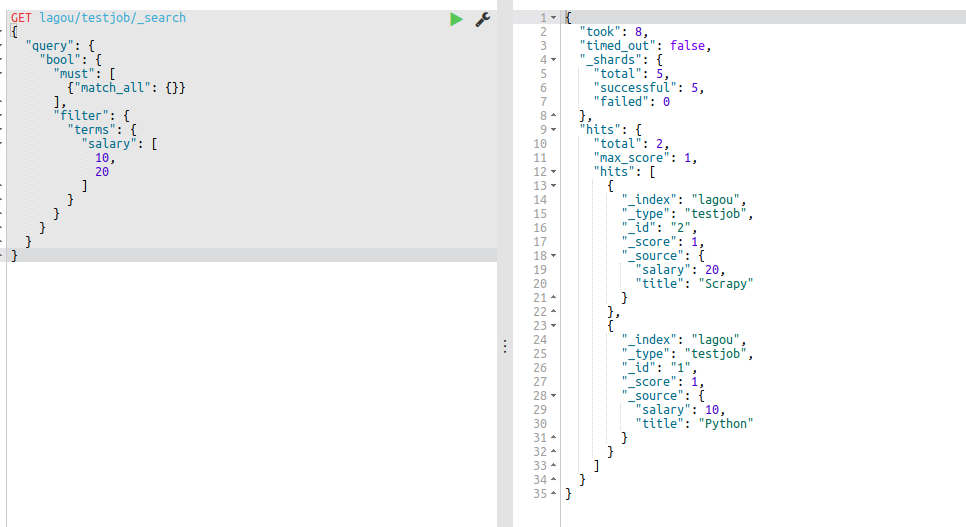 GET lagou/testjob/_search
{
  "query": {
    "bool": {
      "must": [
        {"match_all": {}}
      ],
      "filter": {
        "terms": {
          "salary": [
            10,
            20
          ]
        }
      }
    }
  }
}
1 {
2   "took": 8,
3   "timed_out": false,
4   "_shards": {
5     "total": 5,
6     "successful": 5,
7     "failed": 0
8   },
9   "hits": {
10     "total": 2,
11     "max_score": 1,
12     "hits": [
13       {
14         "_index": "lagou",
15         "_type": "testjob",
16         "_id": "2",
17         "_score": 1,
18         "_source": {
19           "salary": 20,
20           "title": "Scrapy"
21         }
22       },
23       {
24         "_index": "lagou",
25         "_type": "testjob",
26         "_id": "1",
27         "_score": 1,
28         "_source": {
29           "salary": 10,
30           "title": "Python"
31         }
32       }
33     ]
34   }
35 }